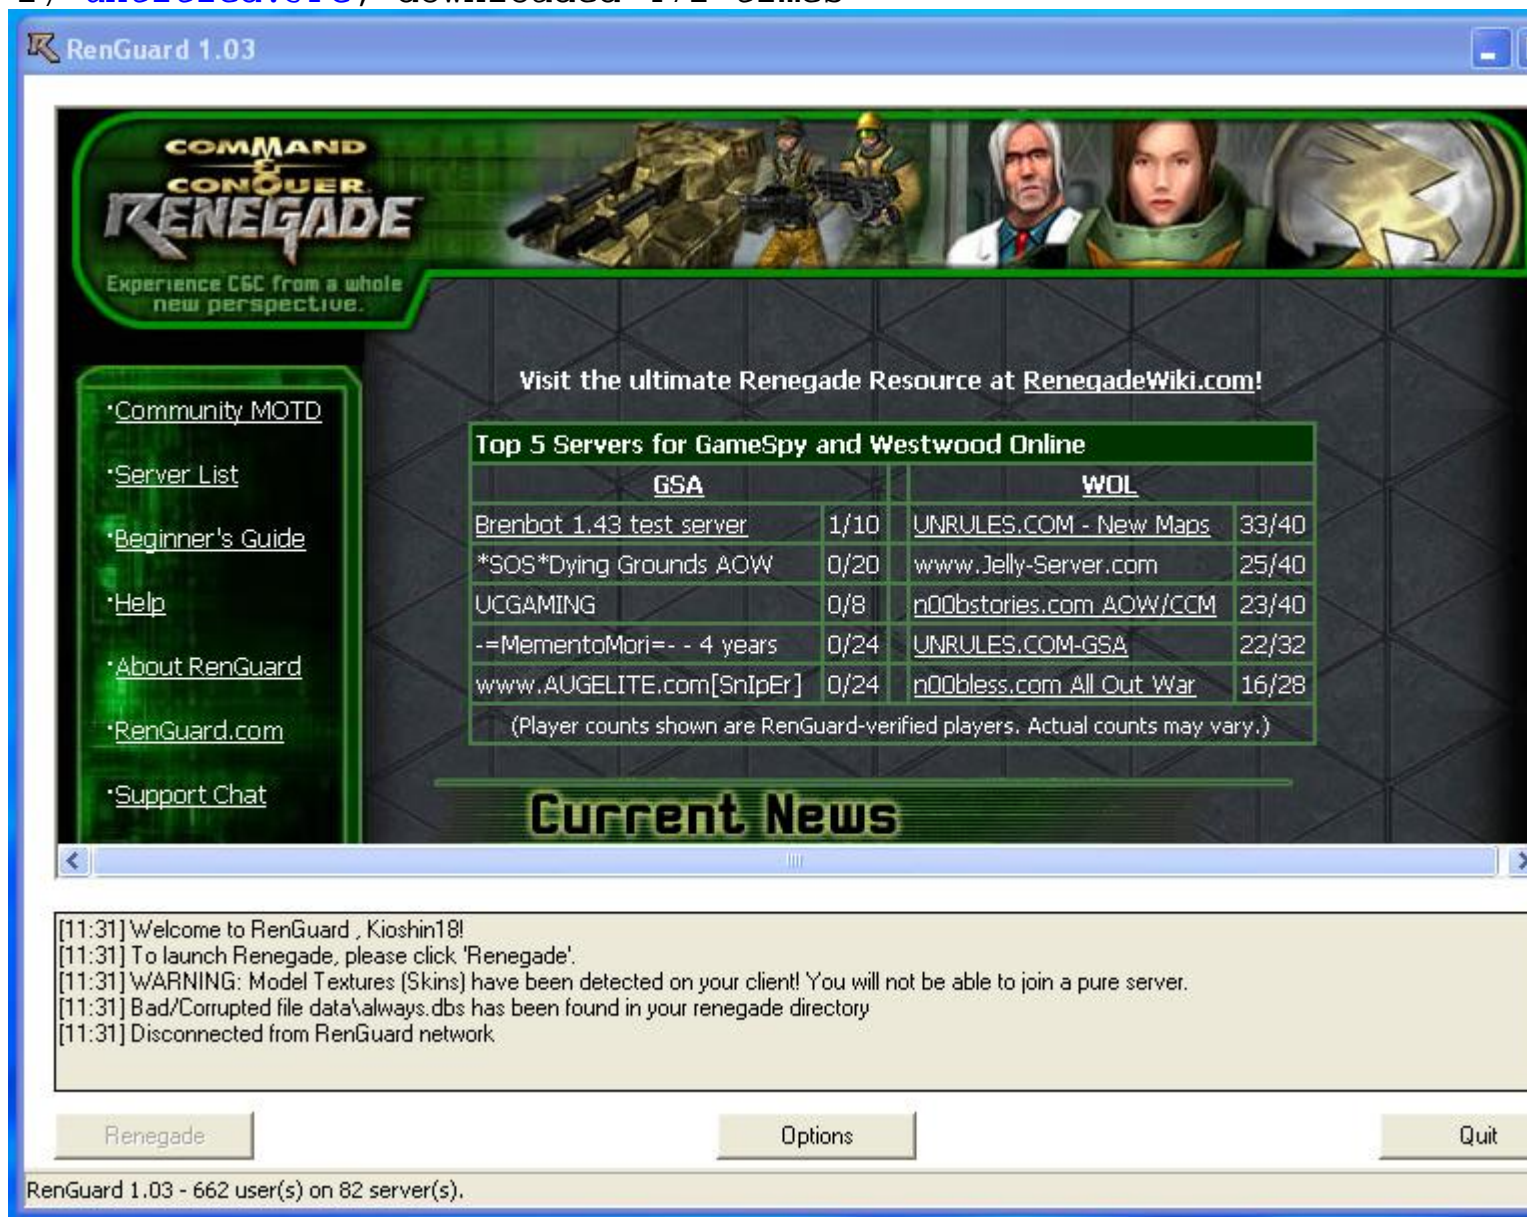 RenGuard 1.03
COMMAND
&
CONQUER
RENEGADE
Experience C&C from a whole
new perspective.
Visit the ultimate Renegade Resource at RenegadeWiki.com!
·Community MOTD
·Server List
·Beginner's Guide
·Help
·About RenGuard
·RenGuard.com
·Support Chat
Top 5 Servers for GameSpy and Westwood Online
GSA WOL
Brenbot 1.43 test server 1/10 UNRULES.COM - New Maps 33/40
*SOS*Dying Grounds AOW 0/20 www.Jelly-Server.com 25/40
UCGAMING 0/8 n00bstories.com AOW/CCM 23/40
-=MementoMori=- - 4 years 0/24 UNRULES.COM-GSA 22/32
www.AUGELITE.com[SnIpEr] 0/24 n00bless.com All Out War 16/28
(Player counts shown are RenGuard-verified players. Actual counts may vary.)
Current News
[11:31] Welcome to RenGuard , Kioshin18!
[11:31] To launch Renegade, please click 'Renegade'.
[11:31] WARNING: Model Textures (Skins) have been detected on your client! You will not be able to join a pure server.
[11:31] Bad/Corrupted file data\always.dbs has been found in your renegade directory
[11:31] Disconnected from RenGuard network
Renegade Options Quit
RenGuard 1.03 - 662 user(s) on 82 server(s).